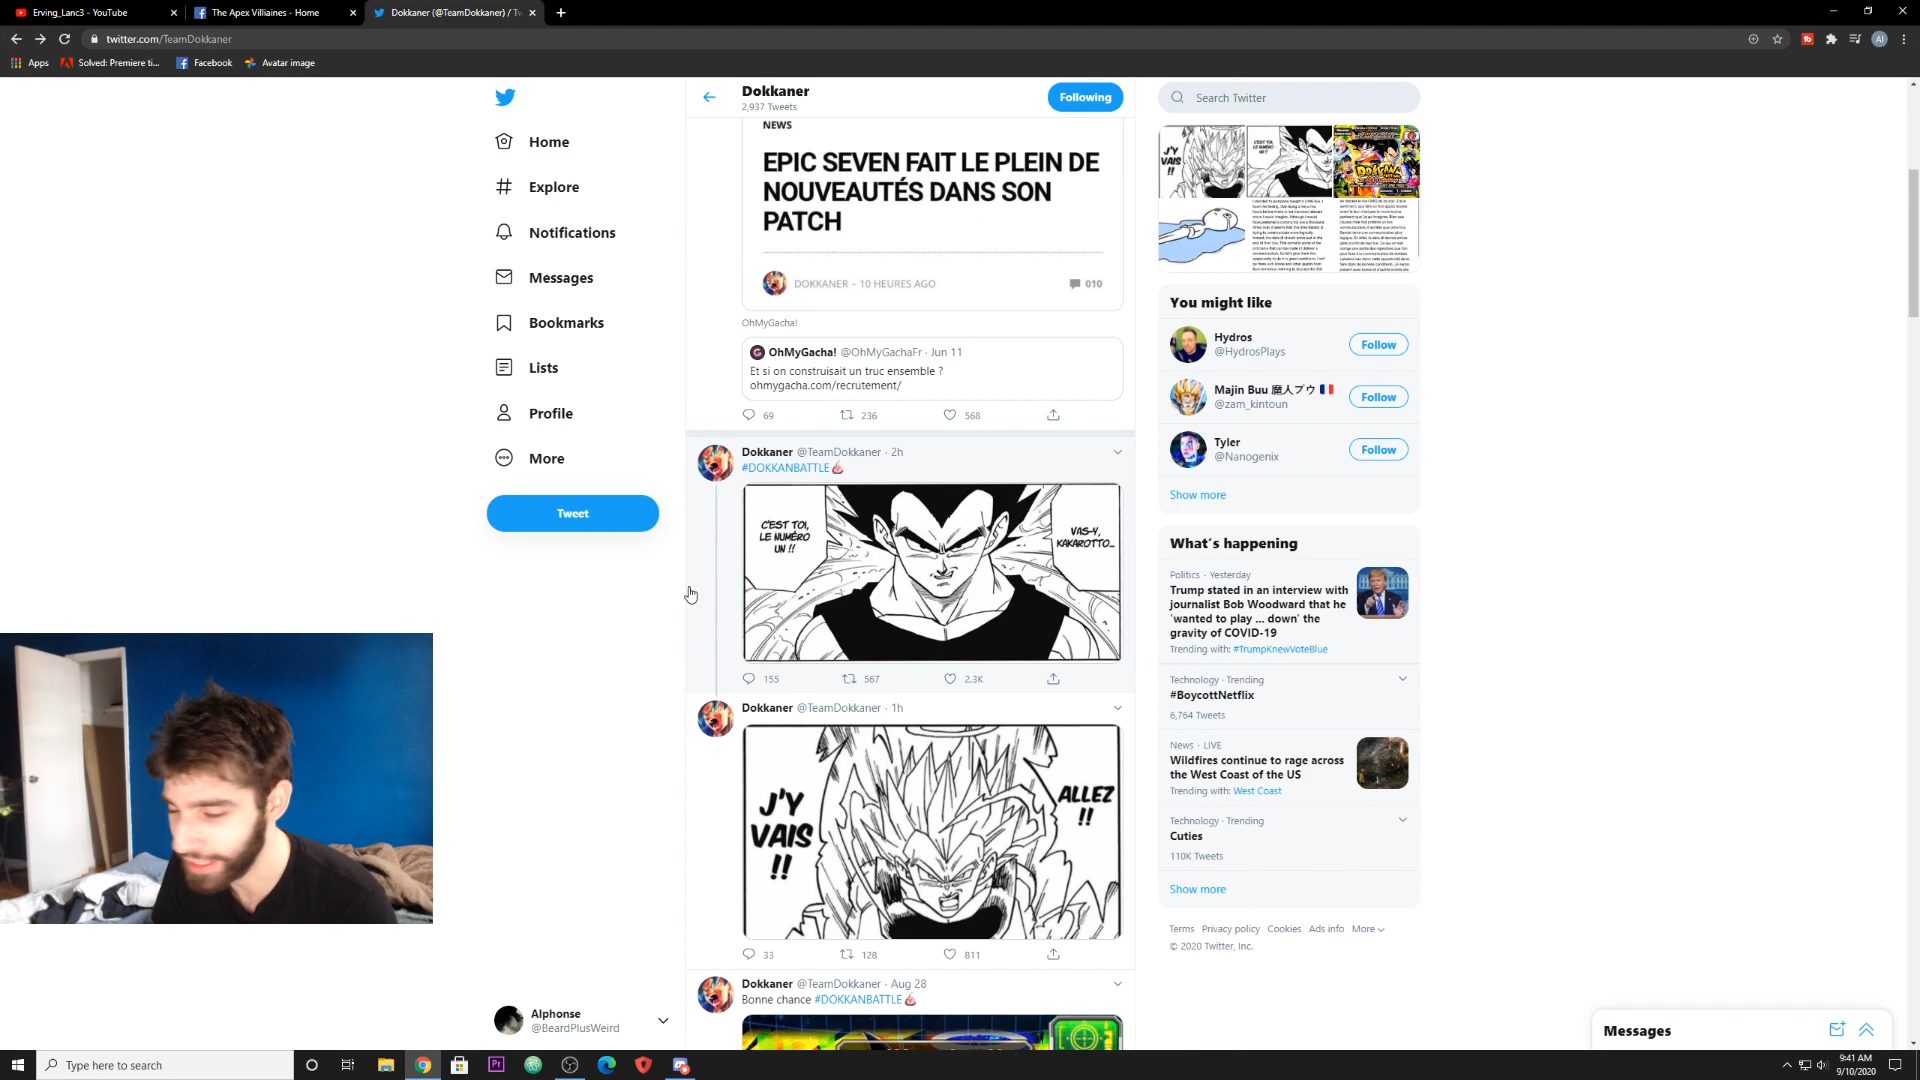 Erving_Lanc3 - YouTube
The Apex Villiaines - Home
Dokkaner (@TeamDokkaner) / Tw
twitter.com/TeamDokkaner
Apps
Solved: Premiere ti...
Facebook
Avatar image
Home
Explore
Notifications
Messages
Bookmarks
Lists
Profile
More
Tweet
Alphonse
@BeardPlusWeird
Dokkaner
2,937 Tweets
Following
NEWS
EPIC SEVEN FAIT LE PLEIN DE
NOUVEAUTÉS DANS SON
PATCH
DOKKANER - 10 HEURES AGO
010
OhMyGacha!
OhMyGacha! @OhMyGachaFr · Jun 11
Et si on construisait un truc ensemble ?
ohmygacha.com/recrutement/
69
236
568
Dokkaner @TeamDokkaner · 2h
#DOKKANBATTLE
C'EST TOI,
LE NUMÉRO
UN !!
VAS-Y,
KAKAROTTO...
155
567
2.3K
Dokkaner @TeamDokkaner · 1h
J'Y
VAIS
!!
ALLEZ
!!
33
128
811
Dokkaner @TeamDokkaner · Aug 28
Bonne chance #DOKKANBATTLE
Search Twitter
J'Y
VAIS
!!
DOKKAN
You might like
Hydros
@HydrosPlays
Follow
Majin Buu 魔人ブウ
@zam_kintoun
Follow
Tyler
@Nanogenix
Follow
Show more
What's happening
Politics · Yesterday
Trump stated in an interview with
journalist Bob Woodward that he
'wanted to play ... down' the
gravity of COVID-19
Trending with: #TrumpKnewVoteBlue
Technology · Trending
#BoycottNetflix
6,764 Tweets
News · LIVE
Wildfires continue to rage across
the West Coast of the US
Trending with: West Coast
Technology · Trending
Cuties
110K Tweets
Show more
Terms Privacy policy Cookies Ads info More
© 2020 Twitter, Inc.
Messages
Type here to search
Pr
9:41 AM
9/10/2020